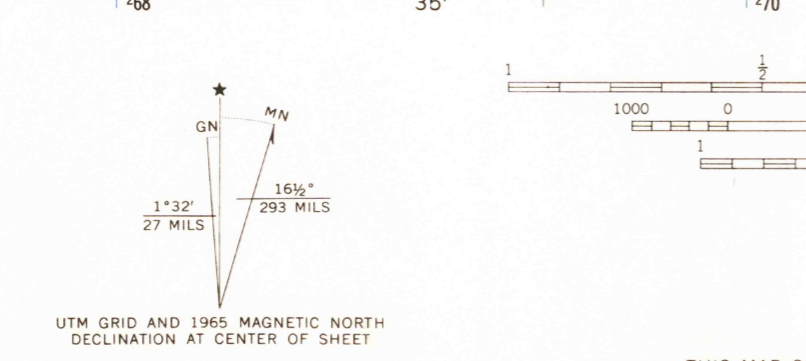 ²68 35' ²70
★
MN
GN
16½°
293 MILS
1°32'
27 MILS
UTM GRID AND 1965 MAGNETIC NORTH
DECLINATION AT CENTER OF SHEET
1 ½
1000 0
1